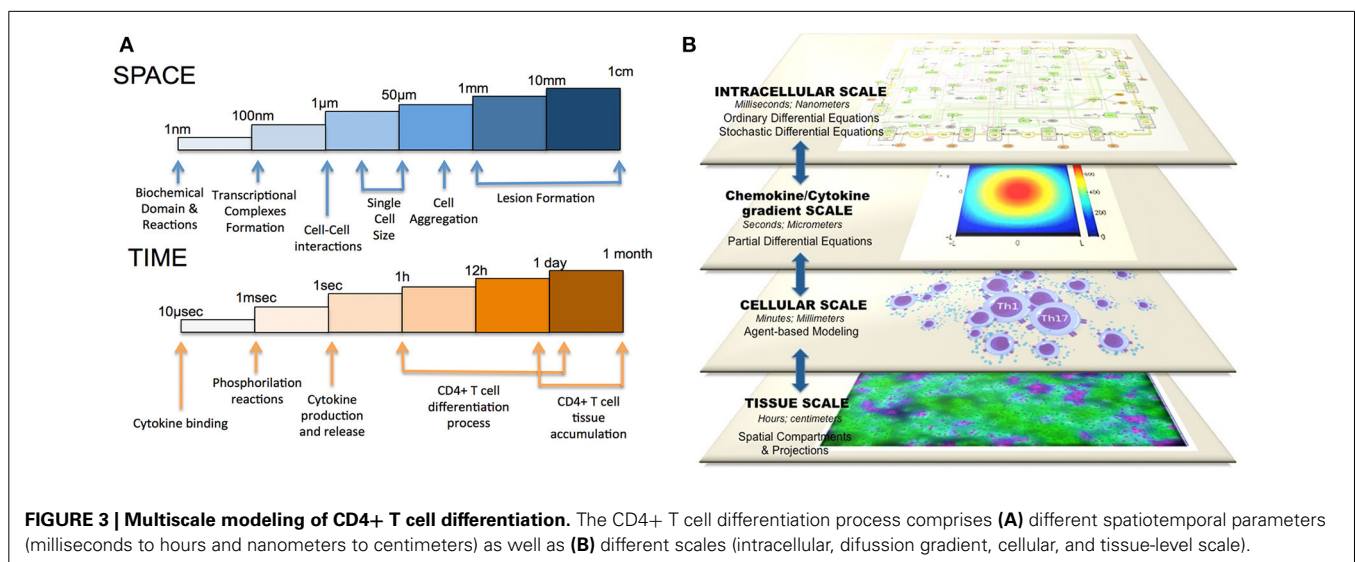 A
SPACE
1nm
100nm
1µm
50µm
1mm
10mm
1cm
Biochemical
Domain &
Reactions
Transcriptional
Complexes
Formation
Cell-Cell
interactions
Single
Cell
Size
Cell
Aggregation
Lesion Formation
TIME
10µsec
1msec
1sec
1h
12h
1 day
1 month
Cytokine binding
Phosphorilation
reactions
Cytokine
production
and release
CD4+ T cell
differentiation
process
CD4+ T cell
tissue
accumulation
B
INTRACELLULAR SCALE
Milliseconds; Nanometers
Ordinary Differential Equations
Stochastic Differential Equations
Chemokine/Cytokine
gradient SCALE
Seconds; Micrometers
Partial Differential Equations
-L
0
L
400
200
0
CELLULAR SCALE
Minutes; Millimeters
Agent-based Modeling
Th1
Th17
TISSUE SCALE
Hours; centimeters
Spatial Compartments
& Projections
FIGURE 3 | Multiscale modeling of CD4+ T cell differentiation. The CD4+ T cell differentiation process comprises (A) different spatiotemporal parameters
(milliseconds to hours and nanometers to centimeters) as well as (B) different scales (intracellular, difussion gradient, cellular, and tissue-level scale).